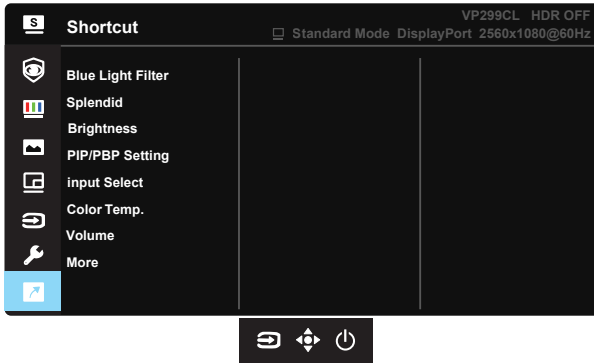 S
Shortcut
VP299CL HDR OFF
Standard Mode DisplayPort 2560x1080@60Hz
Blue Light Filter
Splendid
Brightness
PIP/PBP Setting
input Select
Color Temp.
Volume
More